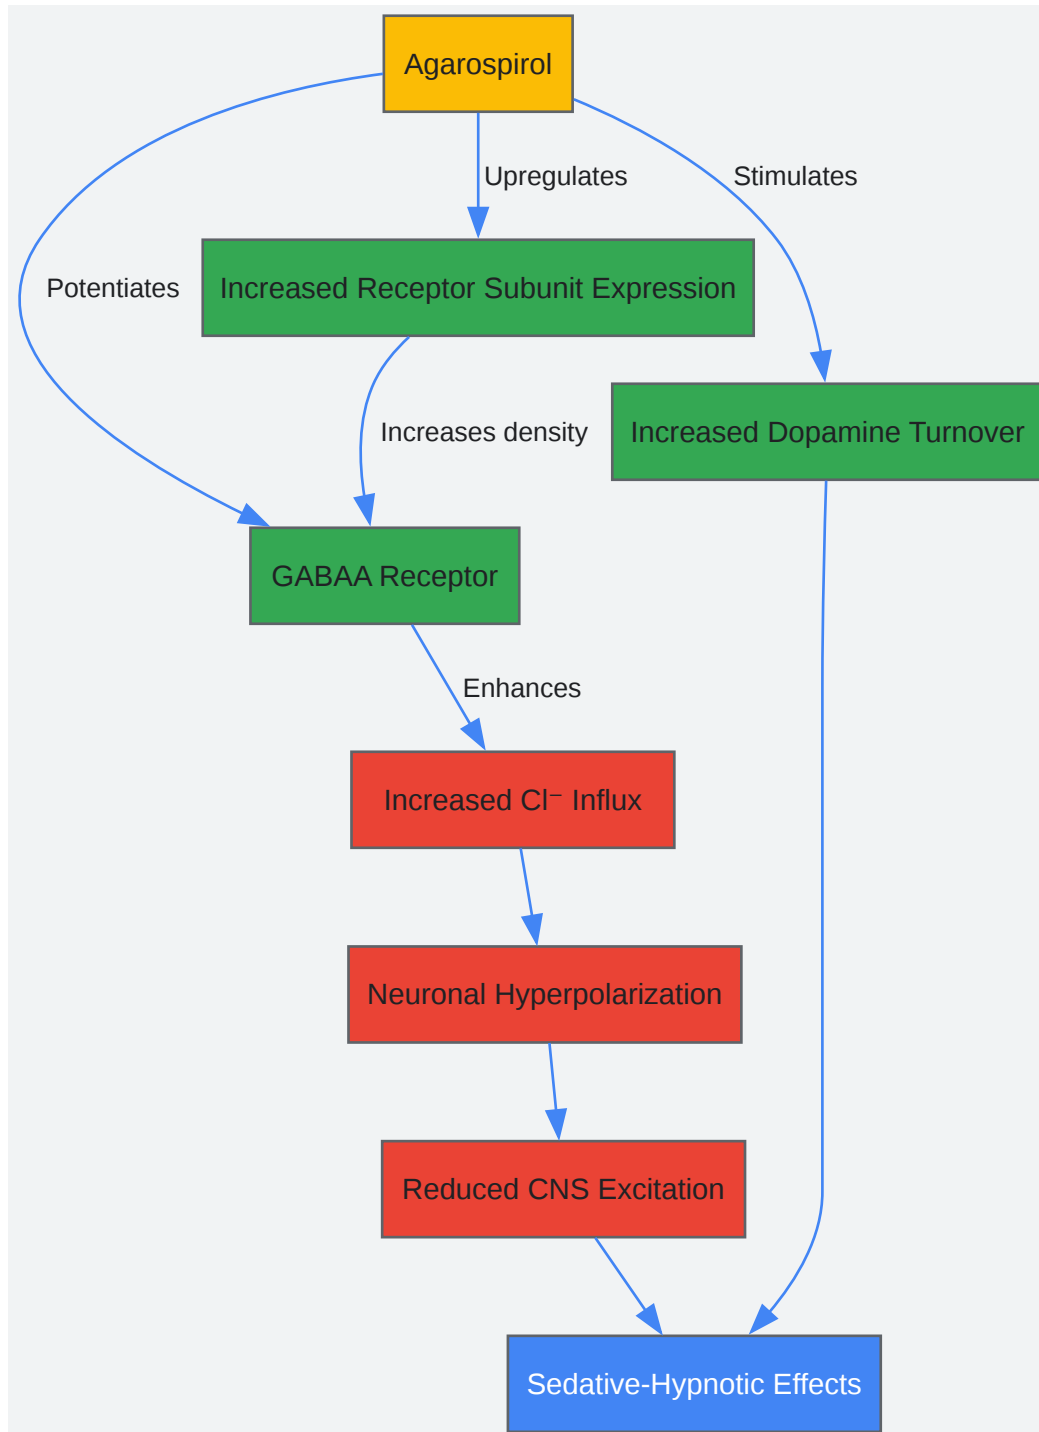 Agarospirol
Upregulates
Stimulates
Potentiates
Increased Receptor Subunit Expression
Increases density
Increased Dopamine Turnover
GABAA Receptor
Enhances
Increased Cl⁻ Influx
Neuronal Hyperpolarization
Reduced CNS Excitation
Sedative-Hypnotic Effects